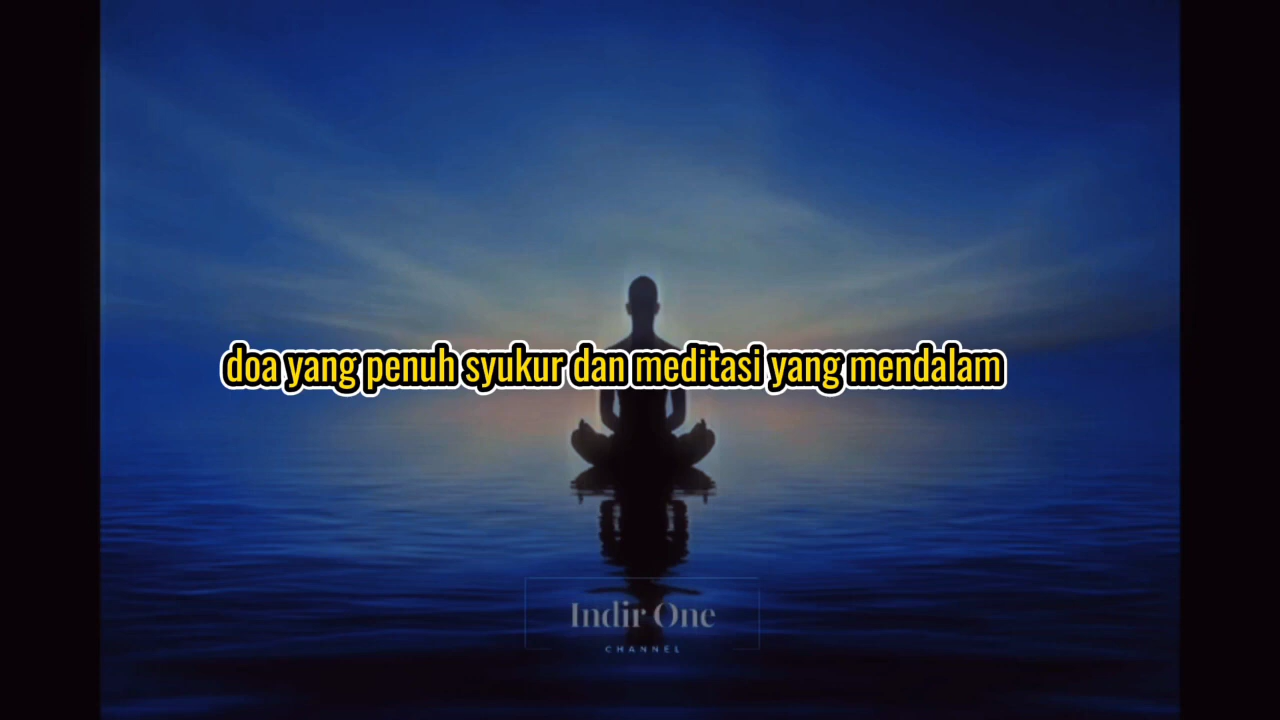 doa yang penuh syukur dan meditasi yang mendalam
Indir One
CHANNEL